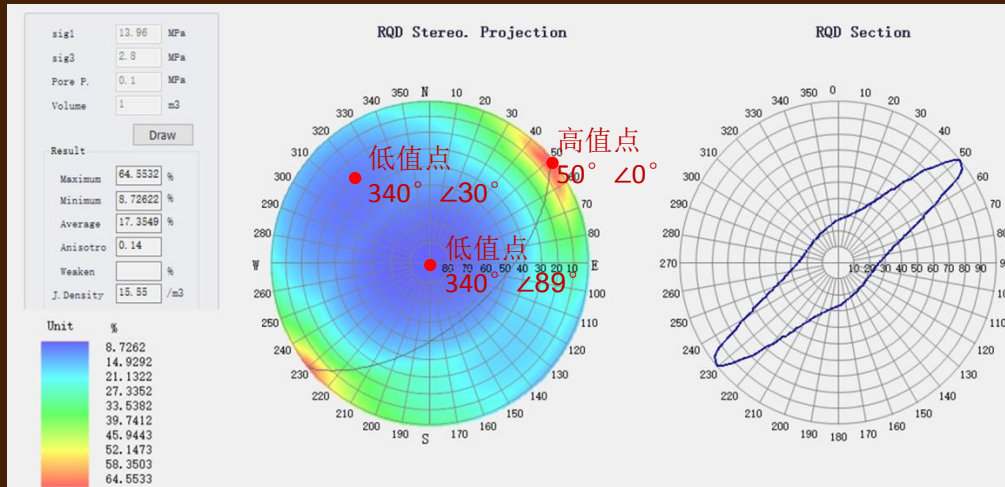 sig1 13.96 MPa
sig3 2.8 MPa
Pore P. 0.1 MPa
Volume 1 m3
Draw
Result
Maximum 64.5532 %
Minimum 8.72622 %
Average 17.3549 %
Anisotro 0.14
Weaken %
J.Density 15.55 /m3
Unit %
8.7262
14.9292
21.1322
27.3352
33.5382
39.7412
45.9443
52.1473
58.3503
64.5533
RQD Stereo. Projection
N 10 20 30 40 50 60 70 80 E 100 110 120 130 140 150 160 170 S 190 200 210 220 230 240 250 260 W 280 290 300 310 320 330 340 350
80 70 60 50 40 30 20 10
高值点
50° ∠0°
低值点
340° ∠30°
低值点
340° ∠89°
RQD Section
0 10 20 30 40 50 60 70 80 9 100 110 120 130 140 150 160 170 180 190 200 210 220 230 240 250 260 270 280 290 300 310 320 330 340 350
10 20 30 40 50 60 70 80 90